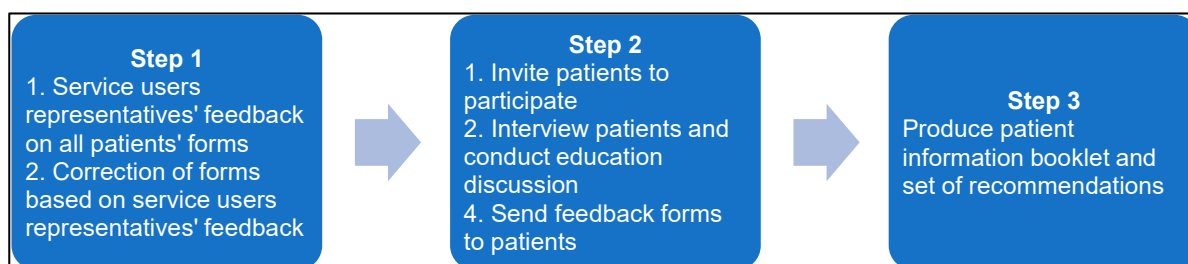 Step 1
1. Service users
representatives' feedback
on all patients' forms
2. Correction of forms
based on service users
representatives' feedback
Step 2
1. Invite patients to
participate
2. Interview patients and
conduct education
discussion
4. Send feedback forms
to patients
Step 3
Produce patient
information booklet and
set of recommendations